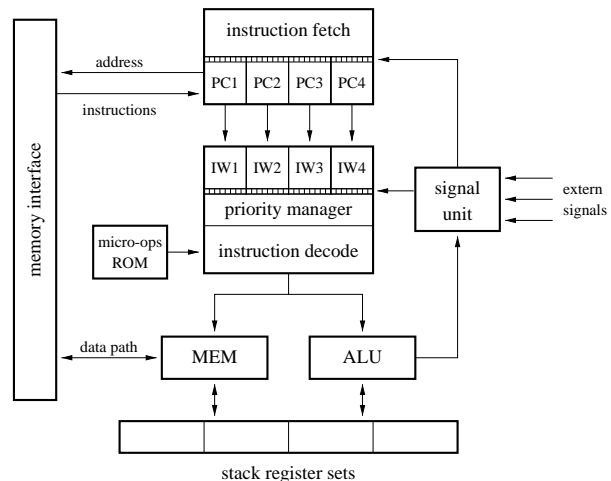 instruction fetch
address
PC1 PC2 PC3 PC4
instructions
memory interface
IW1 IW2 IW3 IW4
signal
unit
extern
signals
priority manager
micro-ops
ROM
instruction decode
data path
MEM
ALU
stack register sets